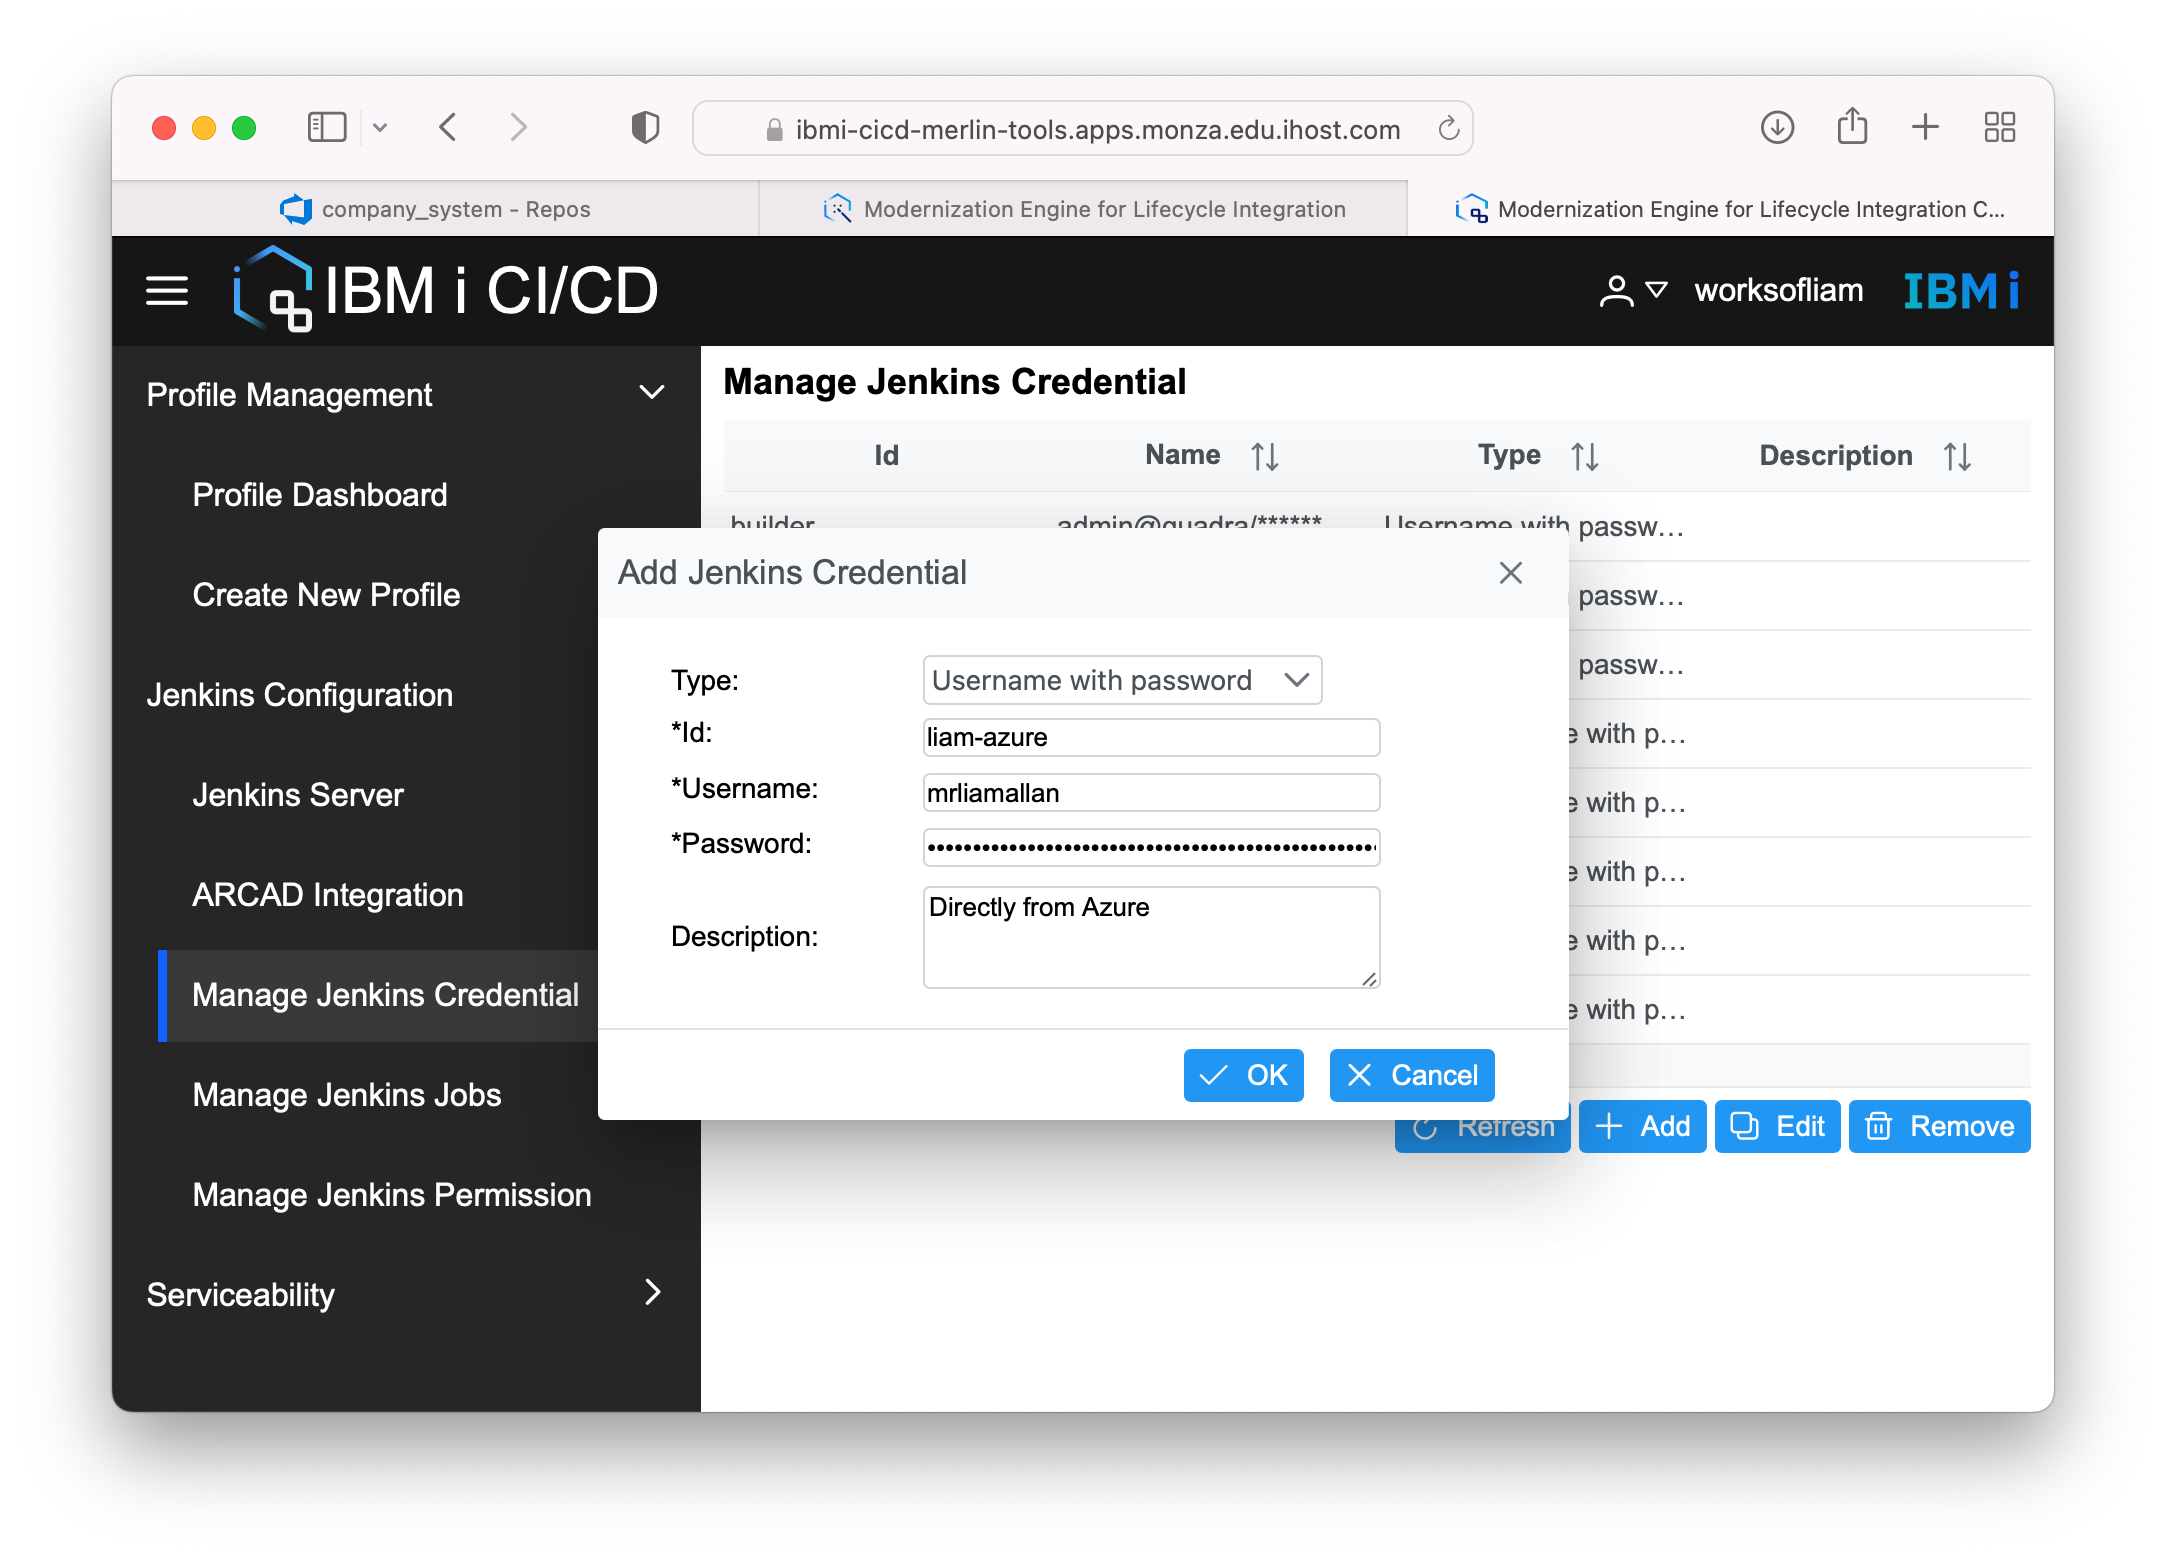 ibmi-cicd-merlin-tools.apps.monza.edu.ihost.com
company_system - Repos
Modernization Engine for Lifecycle Integration
Modernization Engine for Lifecycle Integration C...
IBM i CI/CD
worksofliam
IBM i
Profile Management
Profile Dashboard
Create New Profile
Jenkins Configuration
Jenkins Server
ARCAD Integration
Manage Jenkins Credential
Manage Jenkins Jobs
Manage Jenkins Permission
Serviceability
Manage Jenkins Credential
Id Name Type Description
builder admin@quadra/****** Username with passw...
passw...
passw...
e with p...
e with p...
e with p...
e with p...
e with p...
Add Jenkins Credential
Type: Username with password
*Id: liam-azure
*Username: mrliamallan
*Password:
Description: Directly from Azure
OK Cancel
Refresh Add Edit Remove